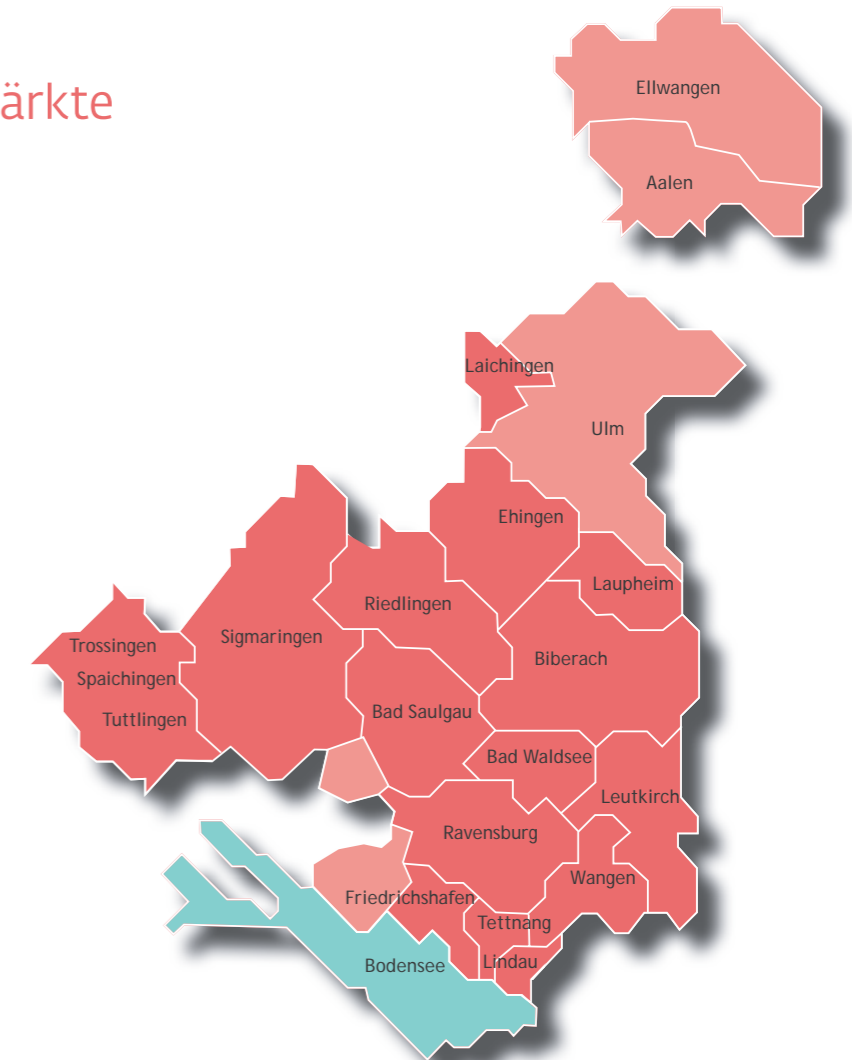 ärkte
Ellwangen
Aalen
Laichingen
Ulm
Ehingen
Laupheim
Riedlingen
Sigmaringen
Trossingen
Biberach
Spaichingen
Bad Saulgau
Tuttlingen
Bad Waldsee
Leutkirch
Ravensburg
Wangen
Friedrichshafen
Tettnang
Lindau
Bodensee